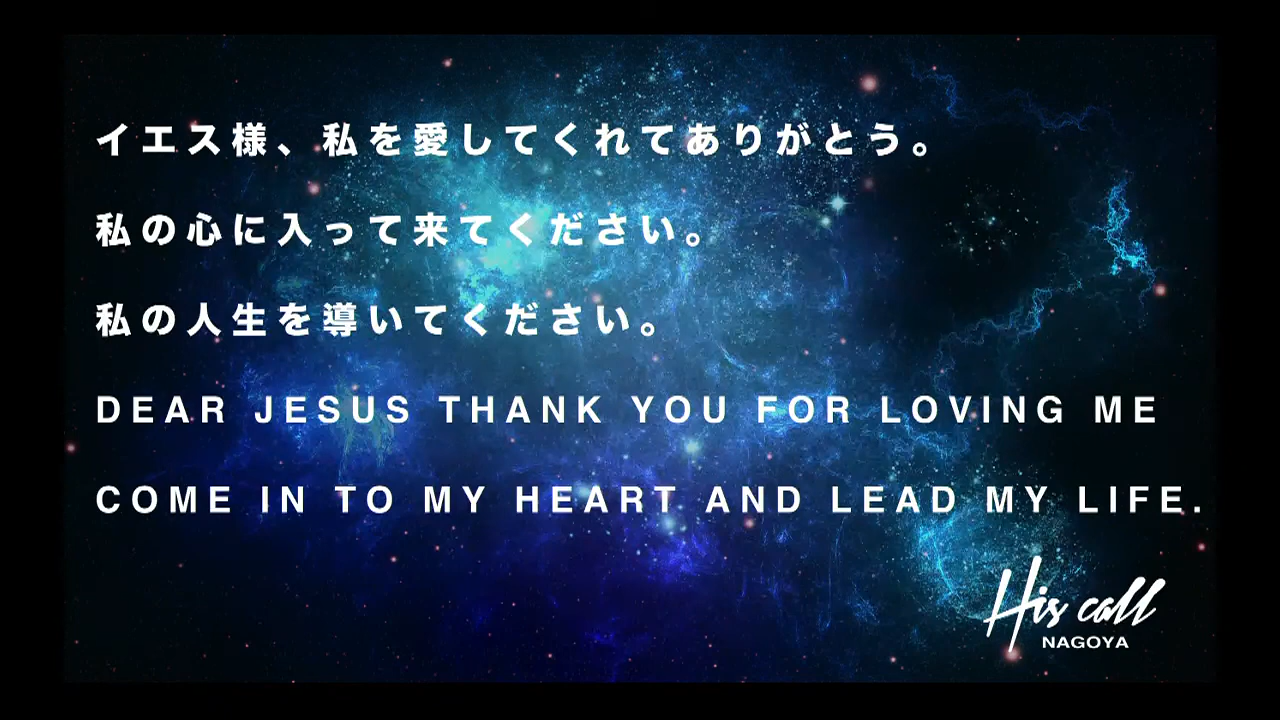 イエス様、私を愛してくれてありがとう。
私の心に入って来てください。
私の人生を導いてください。
DEAR JESUS THANK YOU FOR LOVING ME
COME IN TO MY HEART AND LEAD MY LIFE.
His call
NAGOYA